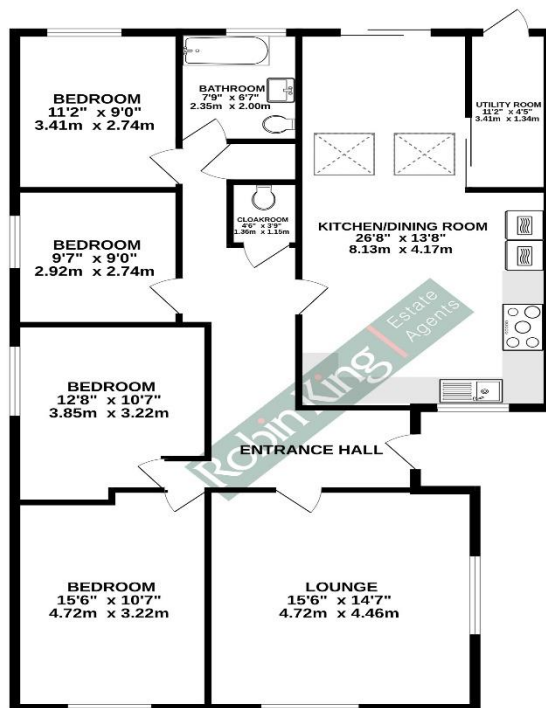 BEDROOM
11'2" x 9'0"
3.41m x 2.74m
BATHROOM
7'9" x 6'7"
2.35m x 2.00m
UTILITY ROOM
11'2" x 4'5"
3.41m x 1.34m
CLOAKROOM
4'6" x 3'9"
1.36m x 1.15m
BEDROOM
9'7" x 9'0"
2.92m x 2.74m
KITCHEN/DINING ROOM
26'8" x 13'8"
8.13m x 4.17m
BEDROOM
12'8" x 10'7"
3.85m x 3.22m
Robin King
Estate
Agents
ENTRANCE HALL
BEDROOM
15'6" x 10'7"
4.72m x 3.22m
LOUNGE
15'6" x 14'7"
4.72m x 4.46m